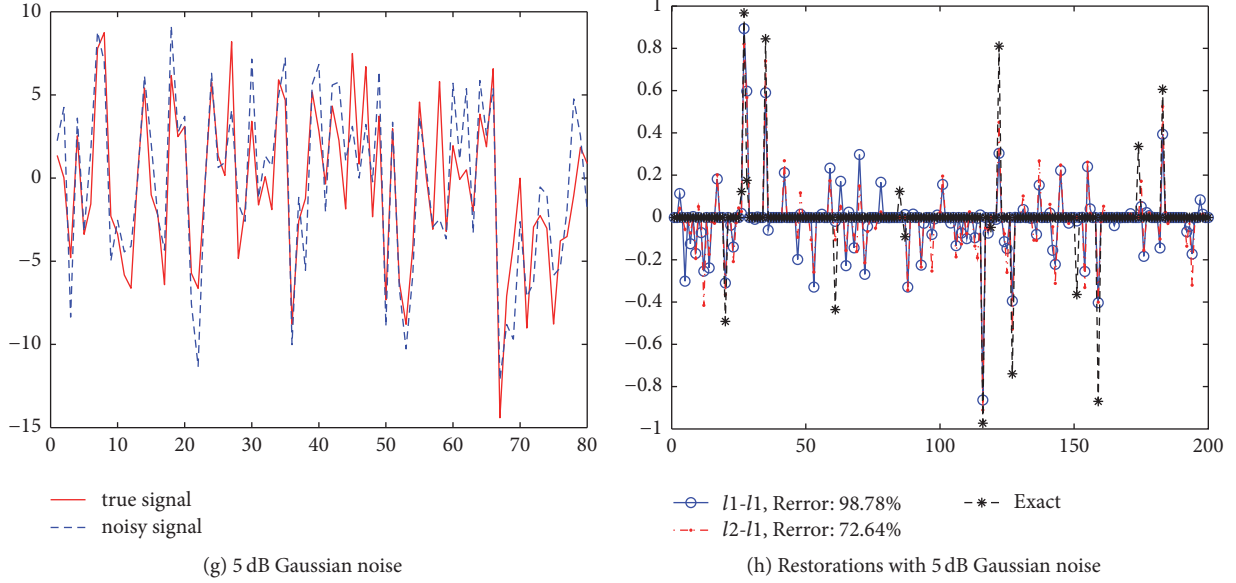 10
5
0
−5
−10
−15
0 10 20 30 40 50 60 70 80
true signal
noisy signal
(g) 5 dB Gaussian noise
1
0.8
0.6
0.4
0.2
0
−0.2
−0.4
−0.6
−0.8
−1
0 50 100 150 200
l1-l1, Rerror: 98.78%
l2-l1, Rerror: 72.64%
Exact
(h) Restorations with 5 dB Gaussian noise